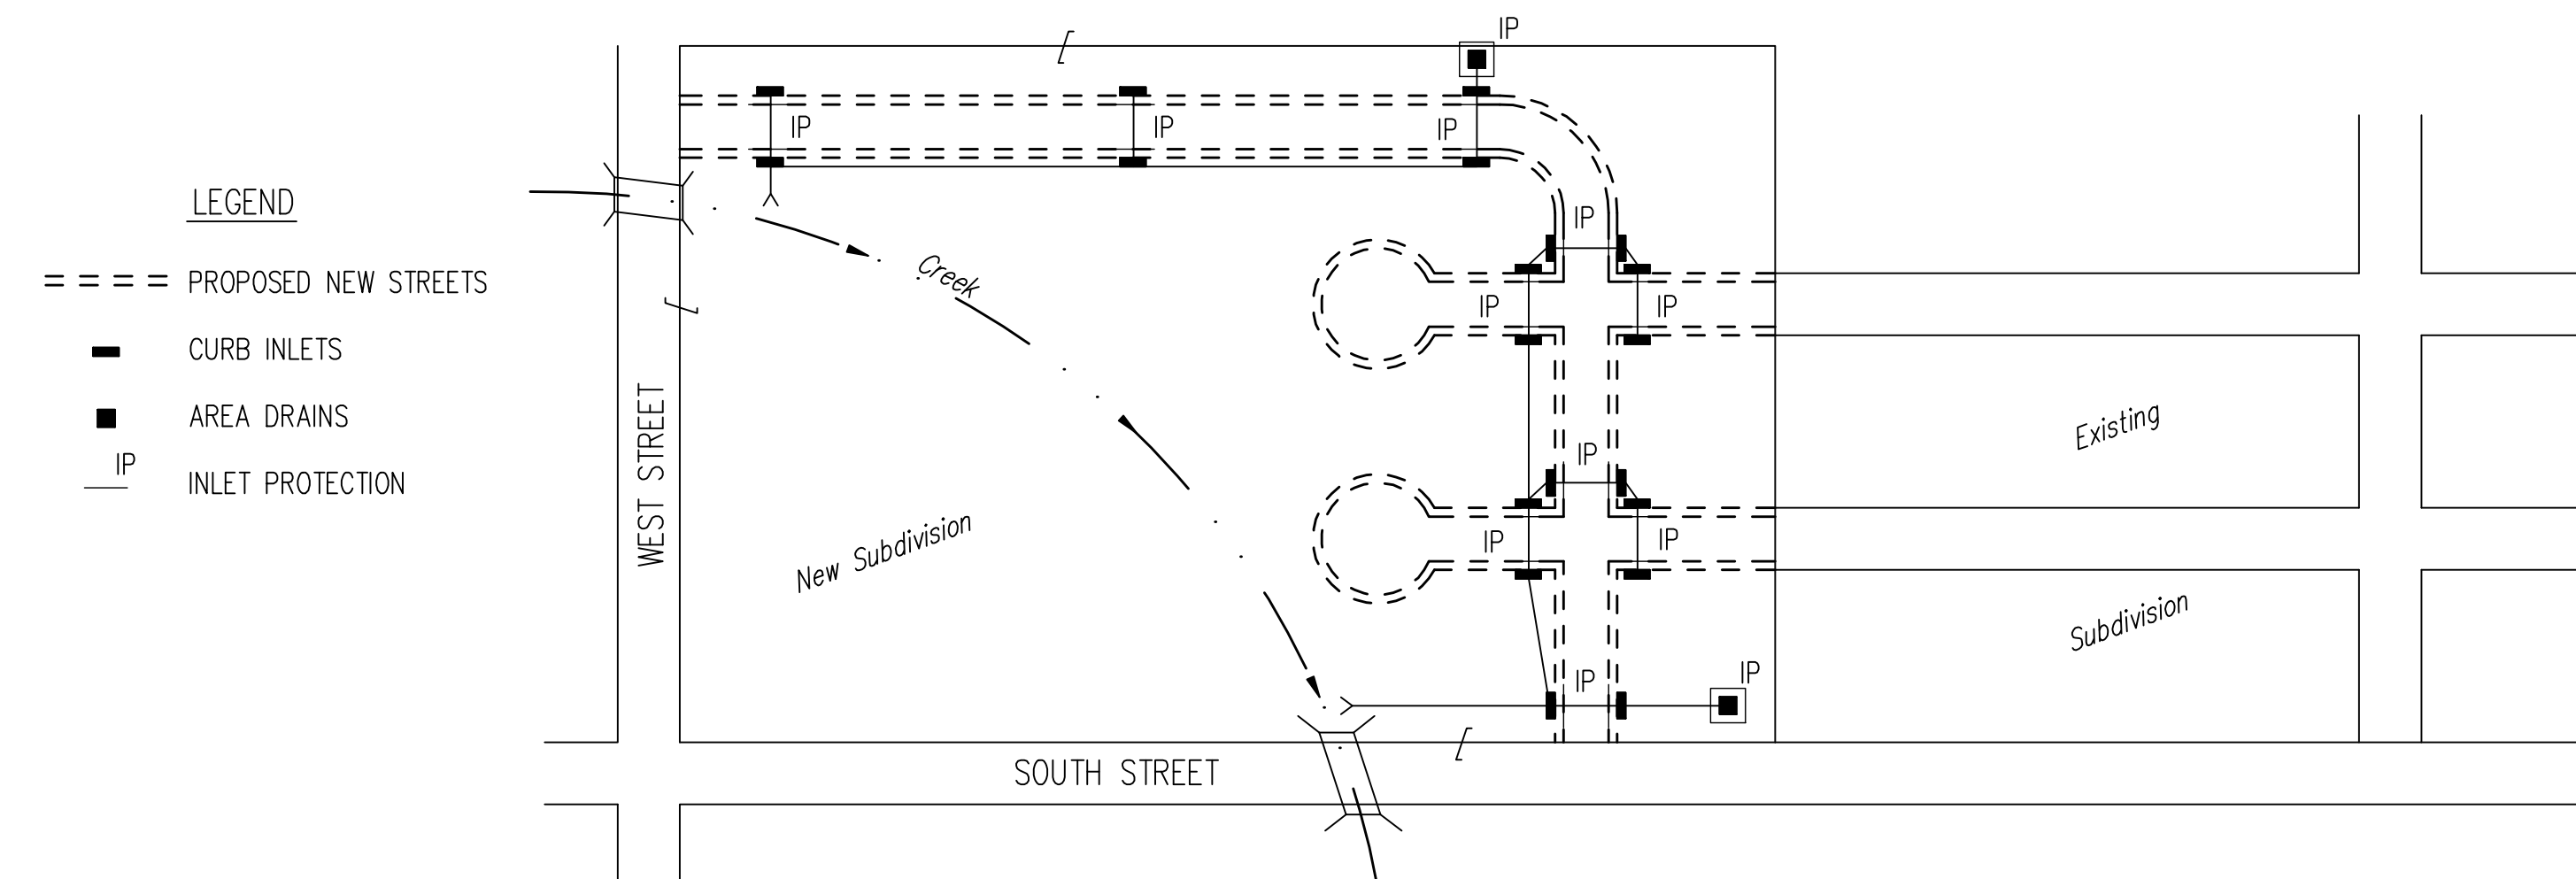 IP
IP
IP
IP
LEGEND
IP
PROPOSED NEW STREETS
Creek
IP
IP
CURB INLETS
AREA DRAINS
WEST STREET
Existing
IP
IP
INLET PROTECTION
New Subdivision
IP
IP
Subdivision
IP
IP
SOUTH STREET